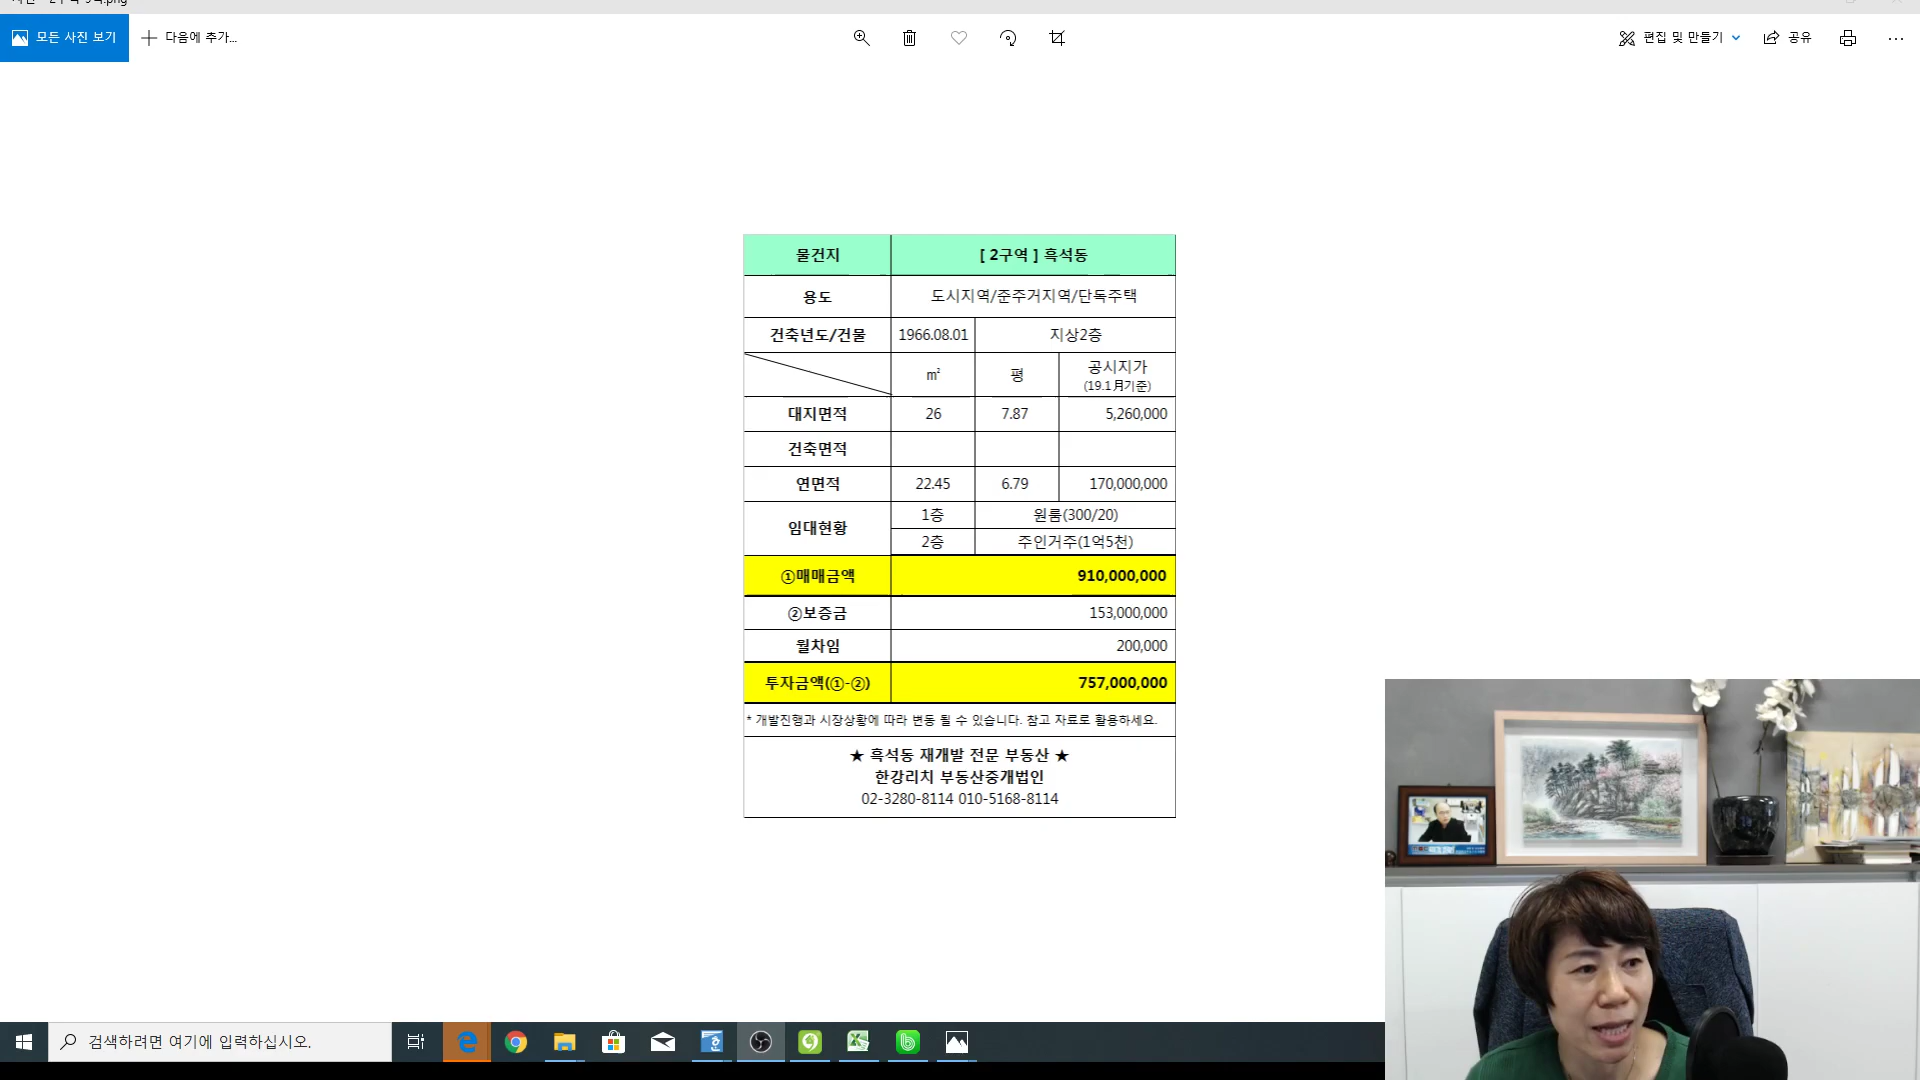 모든 사진 보기
다음에 추가...
편집 및 만들기
공유
물건지 [ 2구역 ] 흑석동
용도 도시지역/준주거지역/단독주택
건축년도/건물 1966.08.01 지상2층
㎡ 평 공시지가
(19.1月기준)
대지면적 26 7.87 5,260,000
건축면적
연면적 22.45 6.79 170,000,000
임대현황 1층 원룸(300/20)
2층 주인거주(1억5천)
①매매금액 910,000,000
②보증금 153,000,000
월차임 200,000
투자금액(①-②) 757,000,000
* 개발진행과 시장상황에 따라 변동 될 수 있습니다. 참고 자료로 활용하세요.
★ 흑석동 재개발 전문 부동산 ★
한강리치 부동산중개법인
02-3280-8114 010-5168-8114
검색하려면 여기에 입력하십시오.